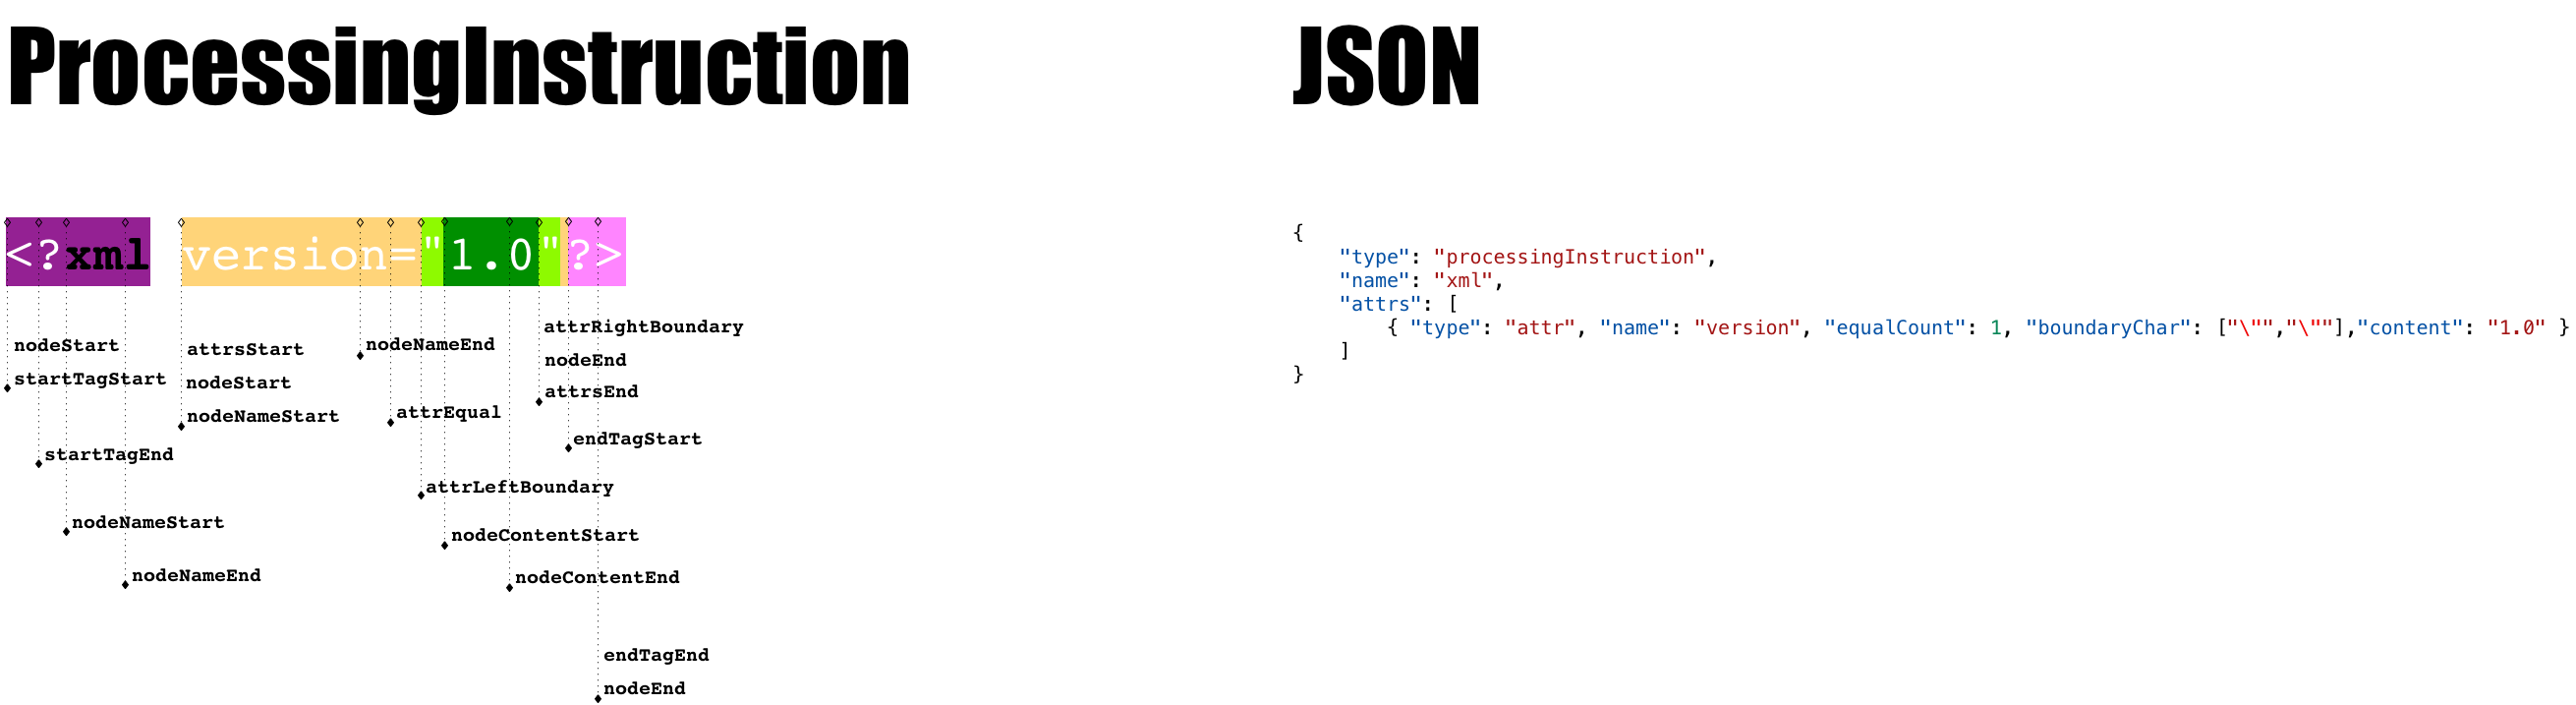 ProcessingInstruction
<?xml version="1.0"?>
nodeStart
startTagStart
startTagEnd
nodeNameStart
nodeNameEnd
attrsStart
nodeStart
nodeNameStart
nodeNameEnd
attrEqual
attrLeftBoundary
nodeContentStart
nodeContentEnd
attrRightBoundary
nodeEnd
attrsEnd
endTagStart
endTagEnd
nodeEnd
JSON
{
    "type": "processingInstruction",
    "name": "xml",
    "attrs": [
        { "type": "attr", "name": "version", "equalCount": 1, "boundaryChar": ["\"","\""],"content": "1.0" }
    ]
}